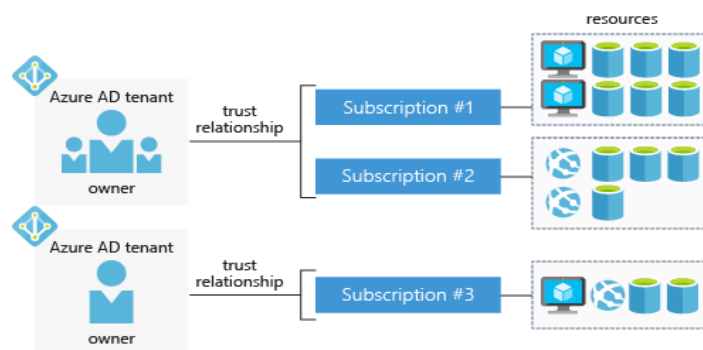 resources
Azure AD tenant
owner
trust
relationship
Subscription #1
Subscription #2
Azure AD tenant
owner
trust
relationship
Subscription #3